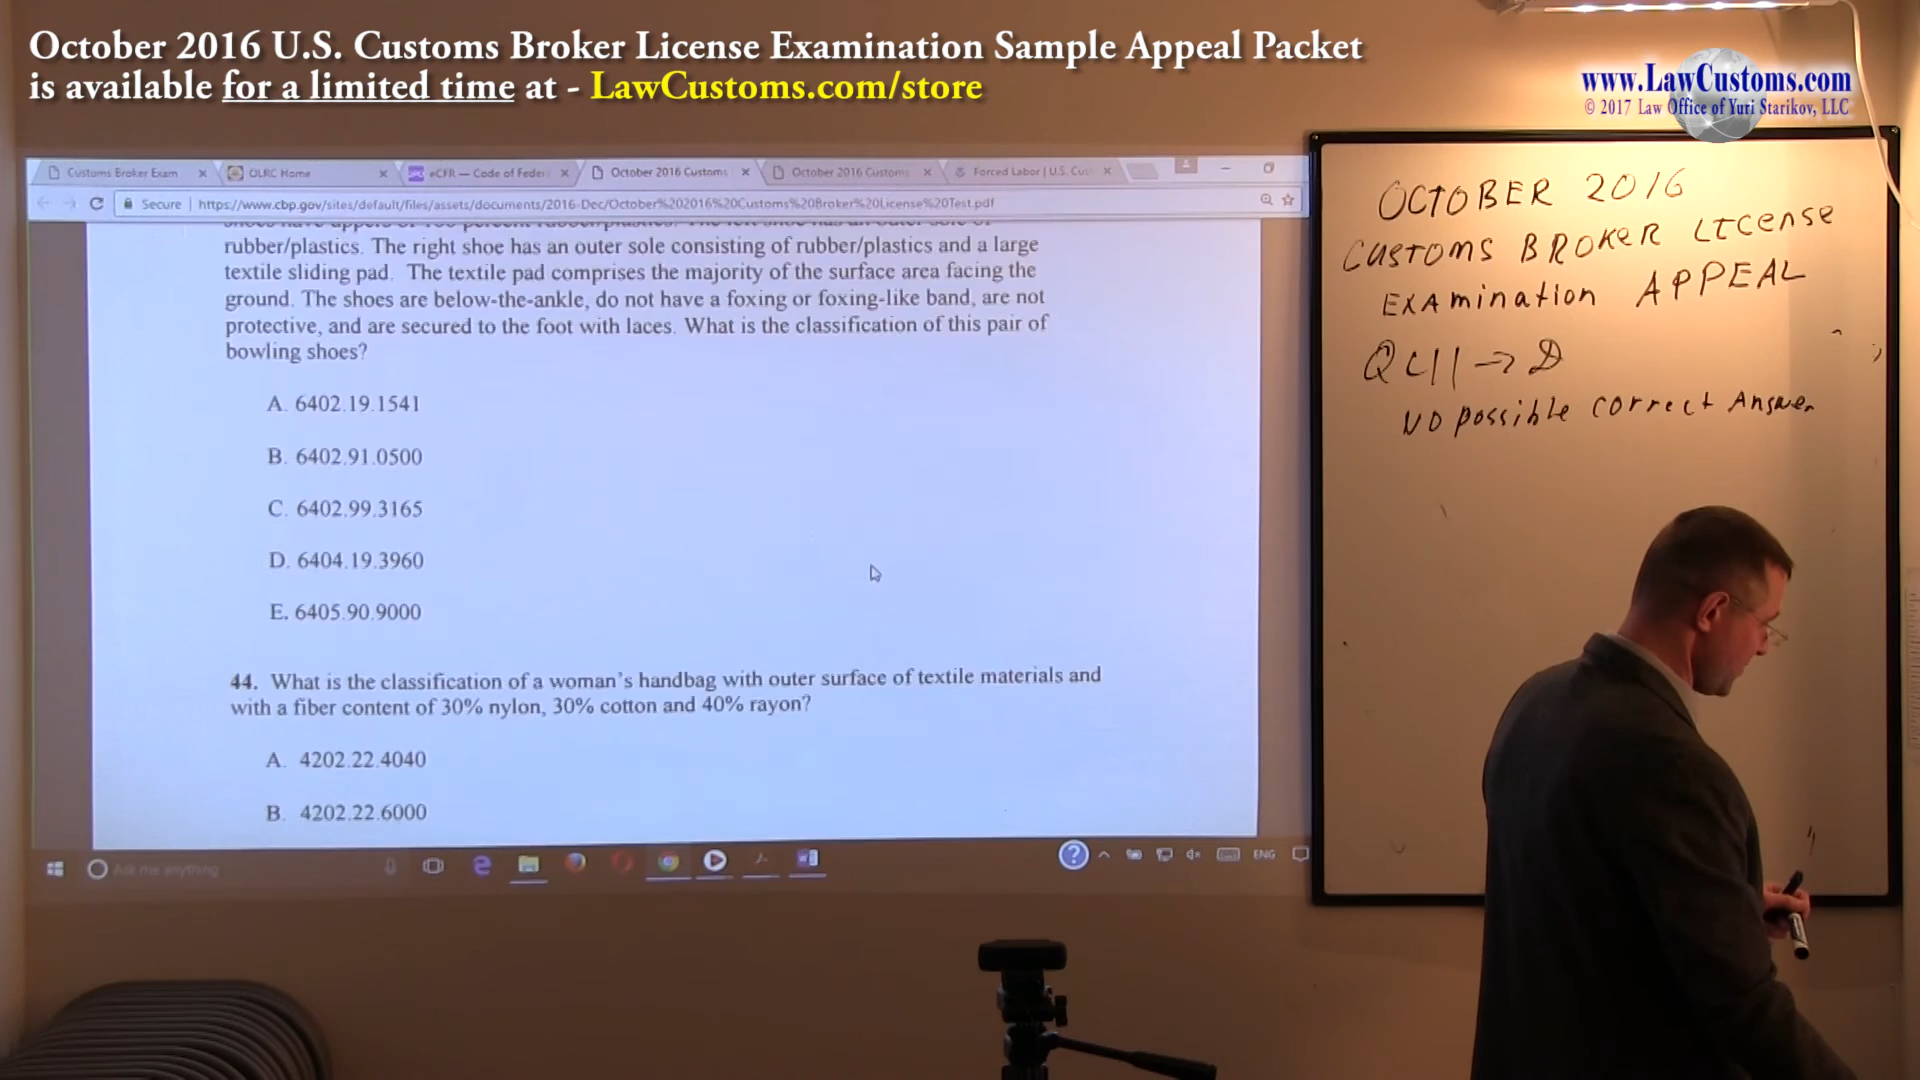 October 2016 U.S. Customs Broker License Examination Sample Appeal Packet
is available for a limited time at - LawCustoms.com/store
www.LawCustoms.com
© 2017 Law Office of Yuri Starikov, LLC
Customs Broker Exam
OLRC Home
eCFR — Code of Feder
October 2016 Customs
October 2016 Customs
Forced Labor | U.S. Cus
Secure
https://www.cbp.gov/sites/default/files/assets/documents/2016-Dec/October%202016%20Customs%20Broker%20License%20Test.pdf
rubber/plastics. The right shoe has an outer sole consisting of rubber/plastics and a large
textile sliding pad. The textile pad comprises the majority of the surface area facing the
ground. The shoes are below-the-ankle, do not have a foxing or foxing-like band, are not
protective, and are secured to the foot with laces. What is the classification of this pair of
bowling shoes?
A. 6402.19.1541
B. 6402.91.0500
C. 6402.99.3165
D. 6404.19.3960
E. 6405.90.9000
44. What is the classification of a woman's handbag with outer surface of textile materials and
with a fiber content of 30% nylon, 30% cotton and 40% rayon?
A. 4202.22.4040
B. 4202.22.6000
Ask me anything
ENG
OCTOBER 2016
CUSTOMS BROKER LICENSE
EXAMINATION APPEAL
→ D
NO possible correct Answer